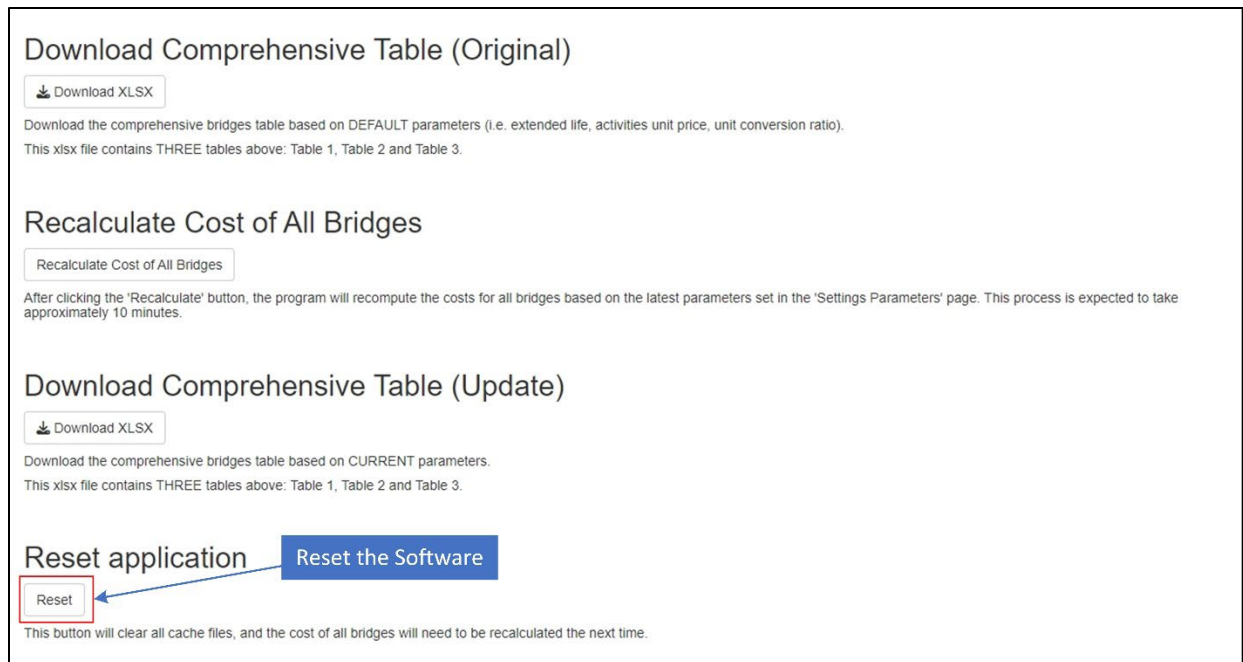 Download Comprehensive Table (Original)
Download XLSX
Download the comprehensive bridges table based on DEFAULT parameters (i.e. extended life, activities unit price, unit conversion ratio).
This xlsx file contains THREE tables above: Table 1, Table 2 and Table 3.
Recalculate Cost of All Bridges
Recalculate Cost of All Bridges
After clicking the 'Recalculate' button, the program will recompute the costs for all bridges based on the latest parameters set in the 'Settings Parameters' page. This process is expected to take
approximately 10 minutes.
Download Comprehensive Table (Update)
Download XLSX
Download the comprehensive bridges table based on CURRENT parameters.
This xlsx file contains THREE tables above: Table 1, Table 2 and Table 3.
Reset application
Reset the Software
Reset
This button will clear all cache files, and the cost of all bridges will need to be recalculated the next time.